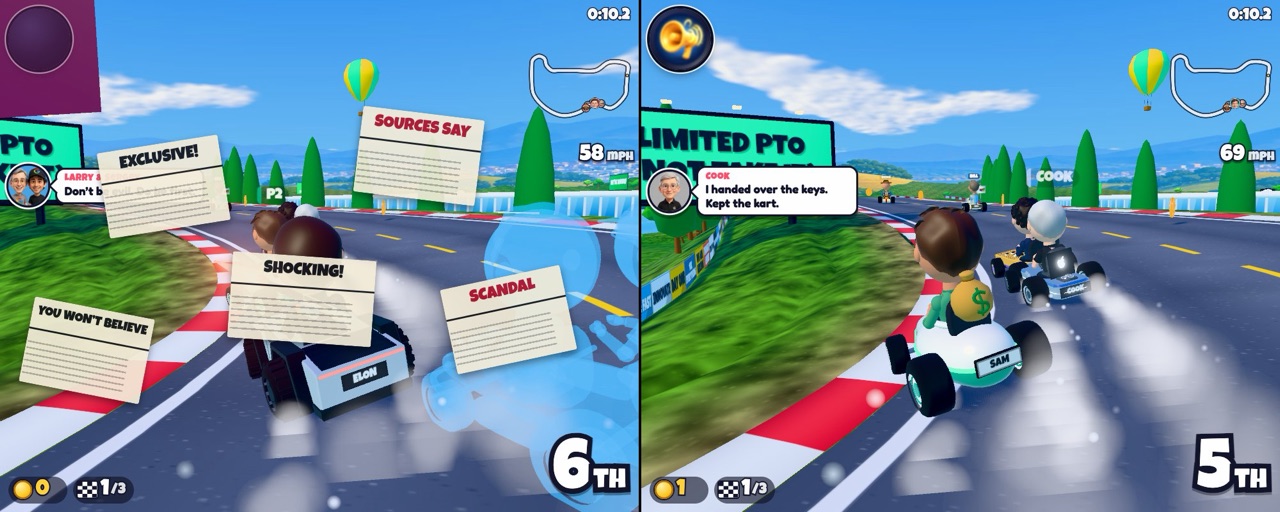 0:10.2
58 MPH
PTO
EXCLUSIVE!
SOURCES SAY
LARRY &
Don't b
P2
SHOCKING!
SCANDAL
YOU WON'T BELIEVE
ELON
0
1/3
6TH
0:10.2
69 MPH
LIMITED PTO
COOK
I handed over the keys.
Kept the kart.
COOK
COOK
SAM
$
1
1/3
5TH